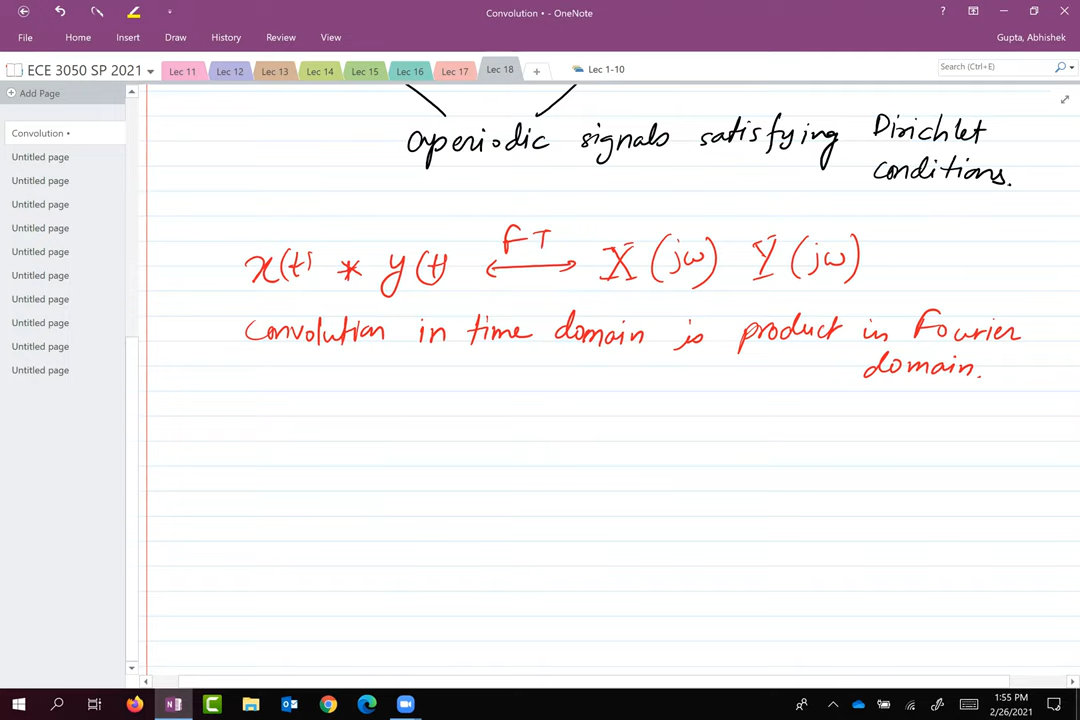 Convolution • - OneNote
?
File Home Insert Draw History Review View
Gupta, Abhishek
ECE 3050 SP 2021
Lec 11 Lec 12 Lec 13 Lec 14 Lec 15 Lec 16 Lec 17 Lec 18 + Lec 1-10
Search (Ctrl+E)
Add Page
Convolution •
Untitled page
Untitled page
Untitled page
Untitled page
Untitled page
Untitled page
Untitled page
Untitled page
Untitled page
Untitled page
aperiodic signals satisfying Dirichlet
conditions.
FT
x(t) * y(t) ⟷ X(jω) Y(jω)
Convolution in time domain is product in Fourier
domain.
1:55 PM
2/26/2021